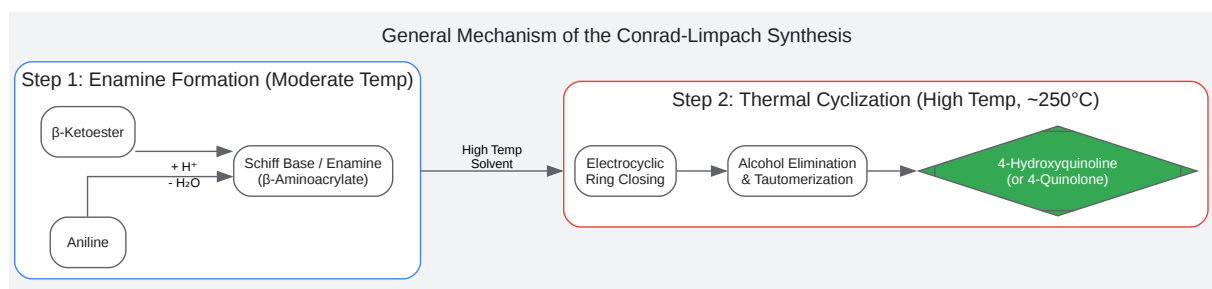 General Mechanism of the Conrad-Limpach Synthesis
Step 1: Enamine Formation (Moderate Temp)
β-Ketoester
+ H⁺
- H₂O
Schiff Base / Enamine
(β-Aminoacrylate)
Aniline
High Temp
Solvent
Step 2: Thermal Cyclization (High Temp, ~250°C)
Electrocyclic
Ring Closing
Alcohol Elimination
& Tautomerization
4-Hydroxyquinoline
(or 4-Quinolone)